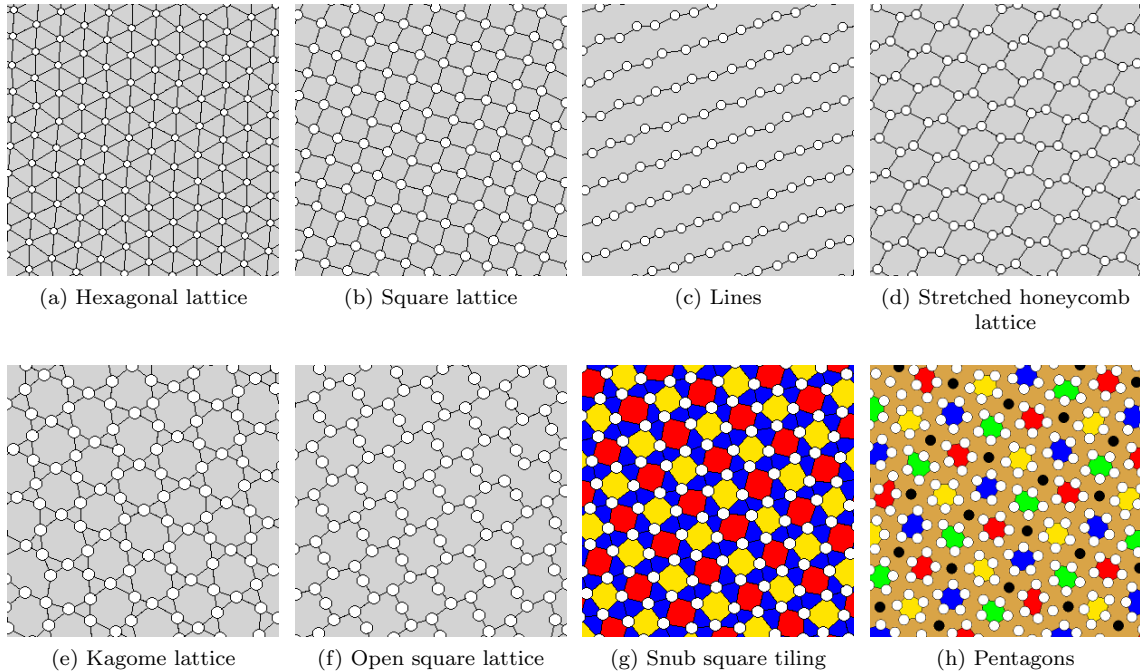 (a) Hexagonal lattice
(b) Square lattice
(c) Lines
(d) Stretched honeycomb
lattice
(e) Kagome lattice
(f) Open square lattice
(g) Snub square tiling
(h) Pentagons